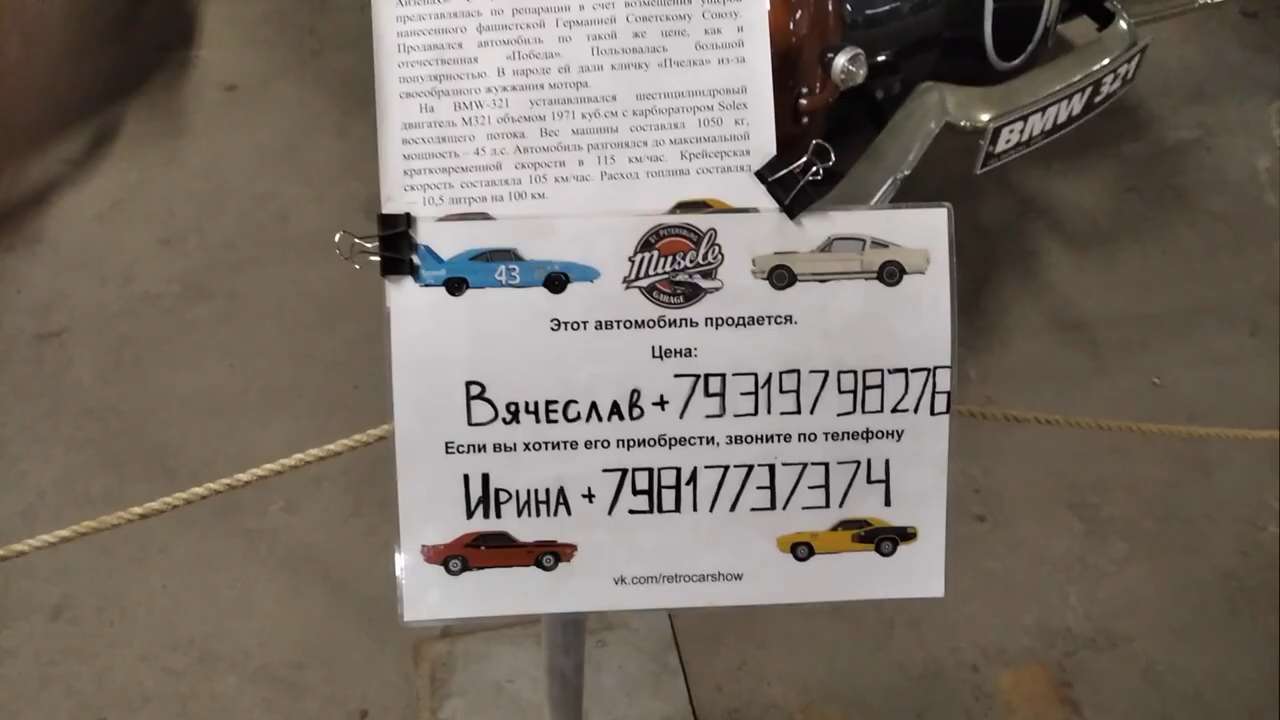 представлялась по репарации в счет возмещения ущерба
нанесенного фашистской Германией Советскому Союзу.
Продавался автомобиль по такой же цене, как и
отечественная «Победа». Пользовалась большой
популярностью. В народе ей дали кличку «Пчелка» из-за
своеобразного жужжания мотора.
На BMW-321 устанавливался шестицилиндровый
двигатель М321 объемом 1971 куб.см с карбюратором Solex
восходящего потока. Вес машины составлял 1050 кг,
мощность – 45 л.с. Автомобиль разгонялся до максимальной
кратковременной скорости в 115 км/час. Крейсерская
скорость составляла 105 км/час. Расход топлива составлял
— 10,5 литров на 100 км.
BMW 321
43
ST. PETERSBURG
Muscle
GARAGE
Этот автомобиль продается.
Цена:
Вячеслав +79319798276
Если вы хотите его приобрести, звоните по телефону
Ирина +79817737374
vk.com/retrocarshow